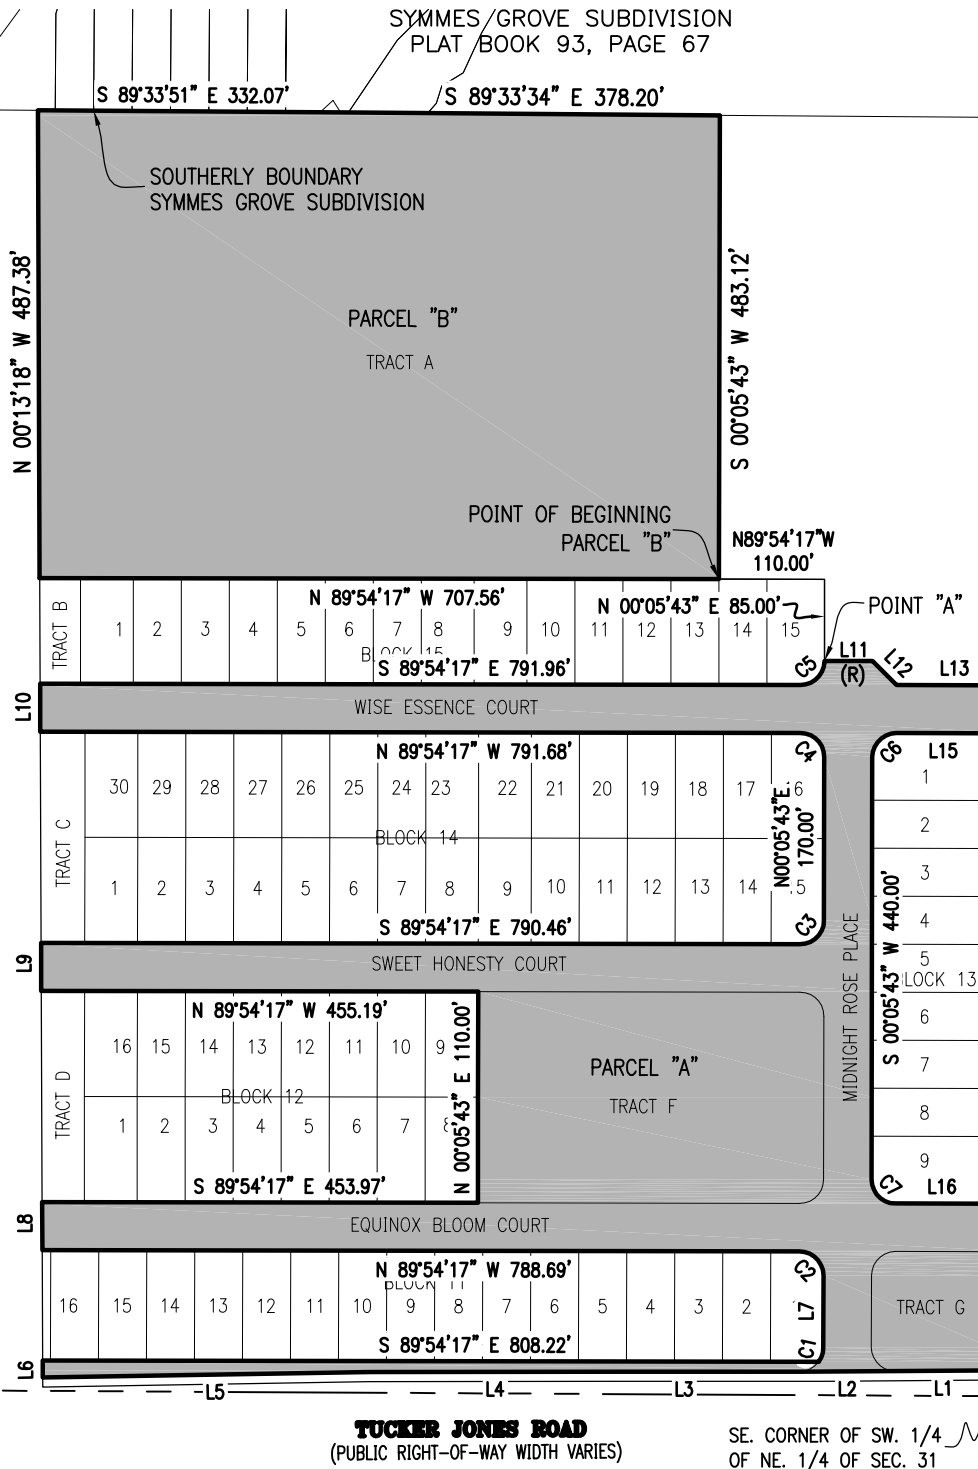 SYMMES GROVE SUBDIVISION
PLAT BOOK 93, PAGE 67
S 89°33'51" E 332.07'
S 89°33'34" E 378.20'
SOUTHERLY BOUNDARY
SYMMES GROVE SUBDIVISION
N 00°13'18" W 487.38'
S 00°05'43" W 483.12'
PARCEL "B"
TRACT A
POINT OF BEGINNING
PARCEL "B"
N89°54'17"W
110.00'
N 89°54'17" W 707.56'
N 00°05'43" E 85.00'
POINT "A"
TRACT B
1 2 3 4 5 6 7 8 9 10 11 12 13 14 15
BLOCK 15
S 89°54'17" E 791.96'
C5
L11
(R)
L12
L13
L10
WISE ESSENCE COURT
N 89°54'17" W 791.68'
C4
C6
L15
30 29 28 27 26 25 24 23 22 21 20 19 18 17 16
TRACT C
BLOCK 14
N00°05'43"E
170.00'
1 2 3 4 5 6 7 8 9 10 11 12 13 14 15
S 89°54'17" E 790.46'
C3
L9
SWEET HONESTY COURT
MIDNIGHT ROSE PLACE
S 00°05'43" W 440.00'
1
2
3
4
5
BLOCK 13
6
7
8
9
N 89°54'17" W 455.19'
N 00°05'43" E 110.00'
16 15 14 13 12 11 10 9
TRACT D
BLOCK 12
1 2 3 4 5 6 7 8
PARCEL "A"
TRACT F
S 89°54'17" E 453.97'
C7
L16
L8
EQUINOX BLOOM COURT
N 89°54'17" W 788.69'
C2
BLOCK 11
16 15 14 13 12 11 10 9 8 7 6 5 4 3 2
L7
TRACT G
S 89°54'17" E 808.22'
C1
L6
L5
L4
L3
L2
L1
TUCKER JONES ROAD
(PUBLIC RIGHT-OF-WAY WIDTH VARIES)
SE. CORNER OF SW. 1/4
OF NE. 1/4 OF SEC. 31